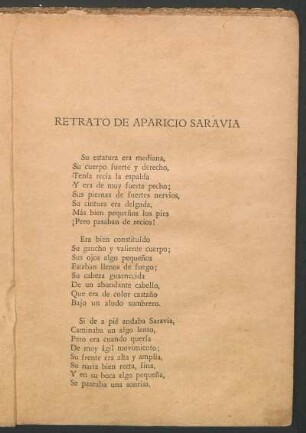 RETRATO DE APARICIO SARAVIA
Su estatura era mediana,
Su cuerpo fuerte y derecho,
Tenía recia la espalda
Y era de muy fuerte pecho;
Sus piernas de fuertes nervios,
Su cintura era delgada,
Más bien pequeños los pies
¡Pero pasaban de recios!
Era bien constituído
Su gaucho y valiente cuerpo;
Sus ojos algo pequeños
Estaban llenos de fuego;
Su cabeza guarnecida
De un abundante cabello,
Que era de color castaño
Bajo un aludo sombrero.
Si de a pié andaba Saravia,
Caminaba un algo lento,
Pero era cuando quería
De muy ágil movimiento;
Su frente era alta y amplia,
Su nariz bien recta, fina,
Y en su boca algo pequeña,
Se paseaba una sonrisa.